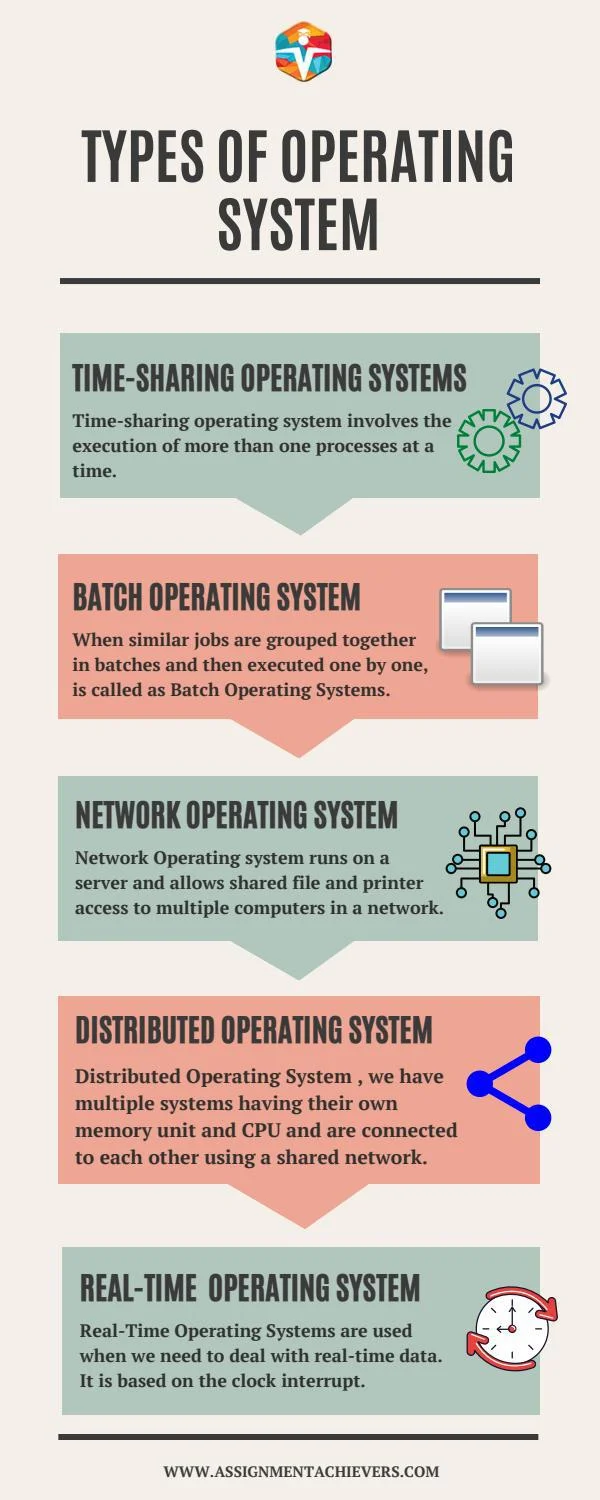 TYPES OF OPERATING
SYSTEM
TIME-SHARING OPERATING SYSTEMS
Time-sharing operating system involves the
execution of more than one processes at a
time.
BATCH OPERATING SYSTEM
When similar jobs are grouped together
in batches and then executed one by one,
is called as Batch Operating Systems.
NETWORK OPERATING SYSTEM
Network Operating system runs on a
server and allows shared file and printer
access to multiple computers in a network.
DISTRIBUTED OPERATING SYSTEM
Distributed Operating System , we have
multiple systems having their own
memory unit and CPU and are connected
to each other using a shared network.
REAL-TIME OPERATING SYSTEM
Real-Time Operating Systems are used
when we need to deal with real-time data.
It is based on the clock interrupt.
WWW.ASSIGNMENTACHIEVERS.COM